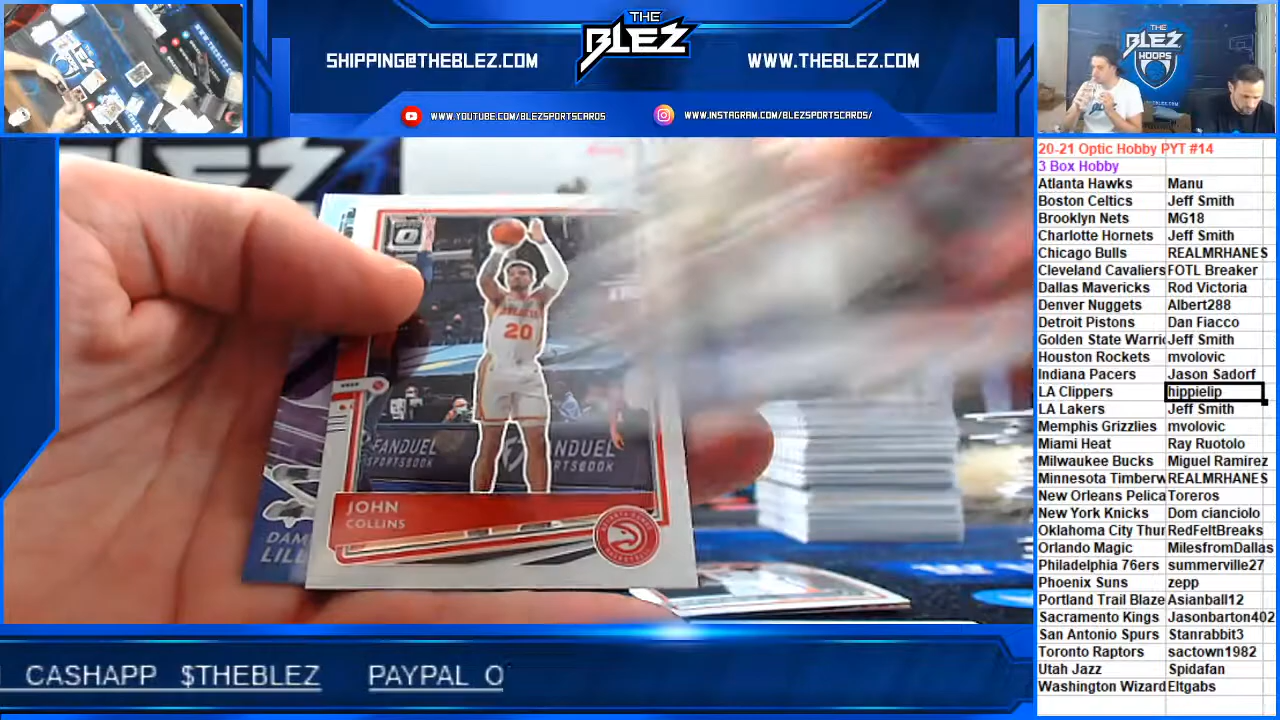 THE
BLEZ
SHIPPING@THEBLEZ.COM
WWW.THEBLEZ.COM
WWW.YOUTUBE.COM/BLEZSPORTSCARDS
WWW.INSTAGRAM.COM/BLEZSPORTSCARDS/
THE
BLEZ
HOOPS
20-21 Optic Hobby PYT #14
3 Box Hobby
Atlanta Hawks Manu
Boston Celtics Jeff Smith
Brooklyn Nets MG18
Charlotte Hornets Jeff Smith
Chicago Bulls REALMRHANES
Cleveland Cavaliers FOTL Breaker
Dallas Mavericks Rod Victoria
Denver Nuggets Albert288
Detroit Pistons Dan Fiacco
Golden State Warri Jeff Smith
Houston Rockets mvolovic
Indiana Pacers Jason Sadorf
LA Clippers hippielip
LA Lakers Jeff Smith
Memphis Grizzlies mvolovic
Miami Heat Ray Ruotolo
Milwaukee Bucks Miguel Ramirez
Minnesota Timberw REALMRHANES
New Orleans Pelica Toreros
New York Knicks Dom cianciolo
Oklahoma City Thur RedFeltBreaks
Orlando Magic MilesfromDallas
Philadelphia 76ers summerville27
Phoenix Suns zepp
Portland Trail Blaze Asianball12
Sacramento Kings Jasonbarton402
San Antonio Spurs Stanrabbit3
Toronto Raptors sactown1982
Utah Jazz Spidafan
Washington Wizard Eltgabs
20
FANDUEL
SPORTSBOOK
ANDUEL
RTSBOOK
JOHN
COLLINS
DAM
LILL
CASHAPP $THEBLEZ PAYPAL O